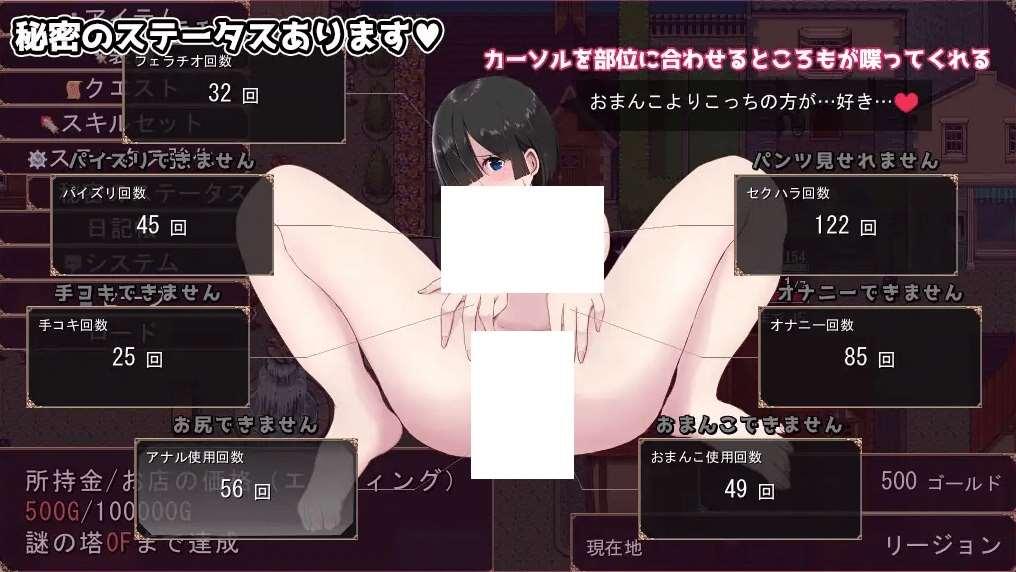 秘密のステータスあります♥
カーソルを部位に合わせるところもが喋ってくれる
おまんこよりこっちの方が…好き…❤
フェラチオ回数
32 回
クエスト
スキルセット
パイズリできません
パイズリ回数
45 回
システム
手コキできません
手コキ回数
25 回
お尻できません
アナル使用回数
56 回
パンツ見せれません
セクハラ回数
122 回
オナニーできません
オナニー回数
85 回
おまんこできません
おまんこ使用回数
49 回
所持金/お店の価格(エ ィング)
500G/100000G
謎の塔0Fまで達成
500 ゴールド
現在地
リージョン